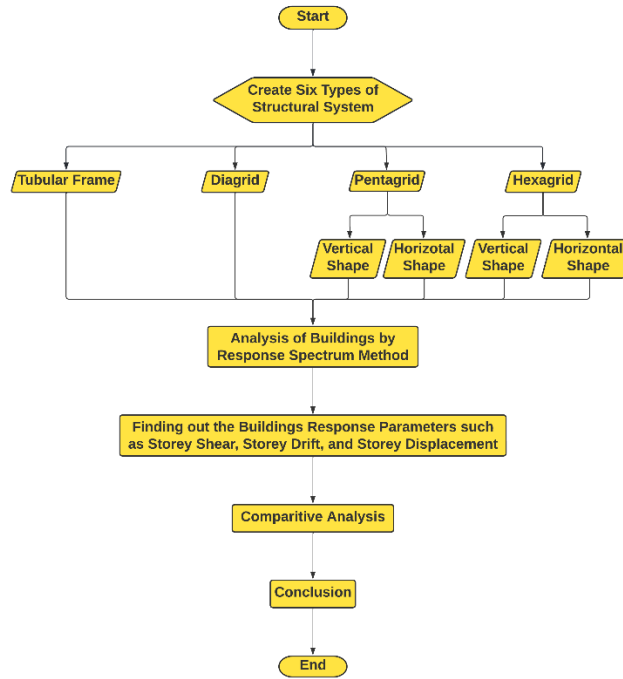 Start
Create Six Types of
Structural System
Tubular Frame
Diagrid
Pentagrid
Hexagrid
Vertical
Shape
Horizotal
Shape
Vertical
Shape
Horizontal
Shape
Analysis of Buildings by
Response Spectrum Method
Finding out the Buildings Response Parameters such
as Storey Shear, Storey Drift, and Storey Displacement
Comparitive Analysis
Conclusion
End